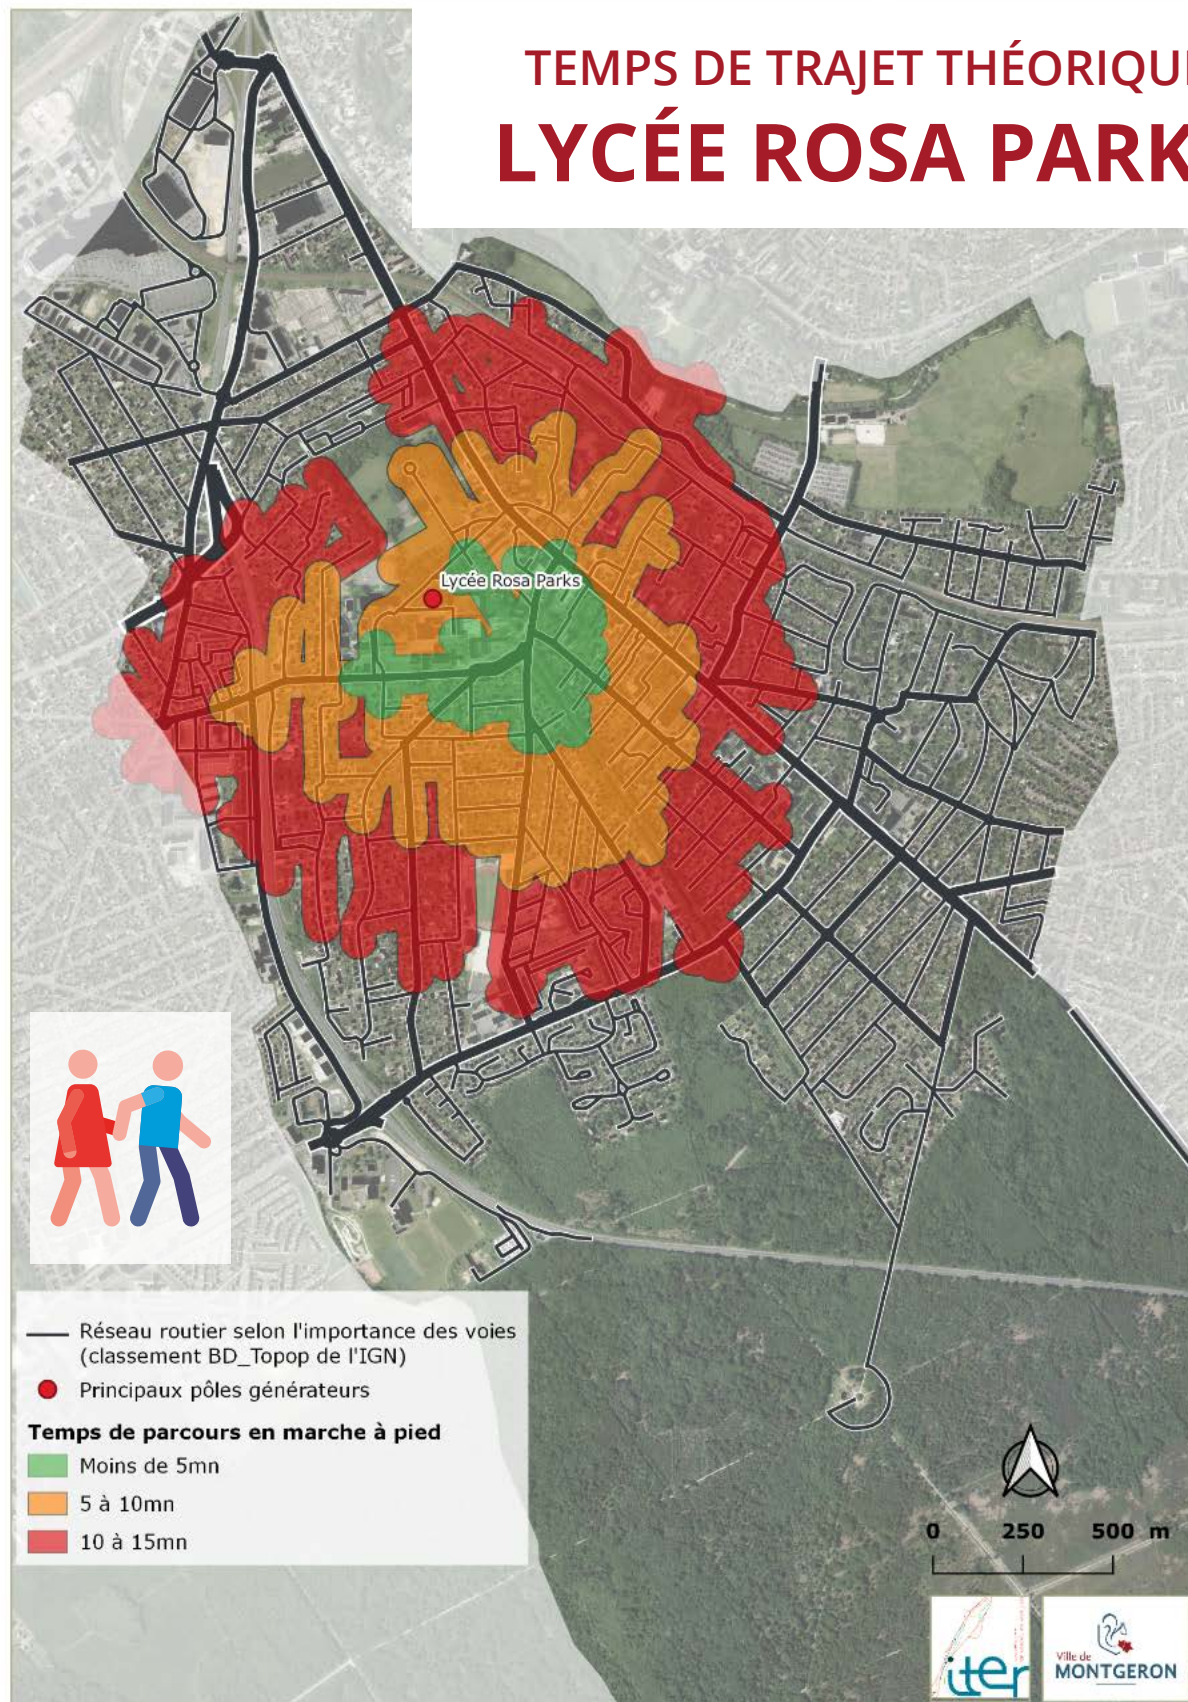 TEMPS DE TRAJET THÉORIQU
LYCÉE ROSA PARK
Lycée Rosa Parks
Réseau routier selon l'importance des voies
(classement BD_Topop de l'IGN)
Principaux pôles générateurs
Temps de parcours en marche à pied
Moins de 5mn
5 à 10mn
10 à 15mn
0 250 500 m
iter
Ville de
MONTGERON